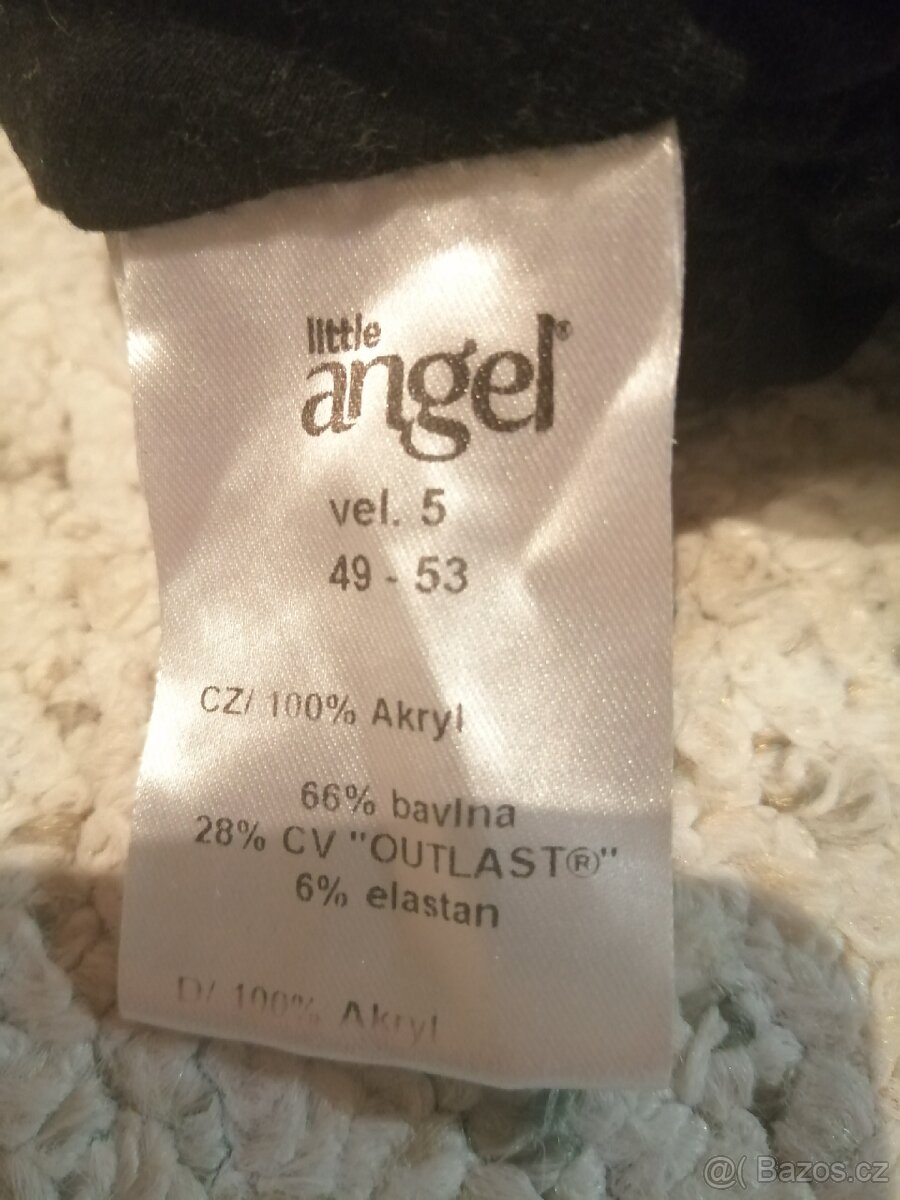 little
angel®
vel. 5
49 - 53
CZ/ 100% Akryl
66% bavlna
28% CV "OUTLAST®"
6% elastan
D/ 100% Akryl
@( Bazos.cz